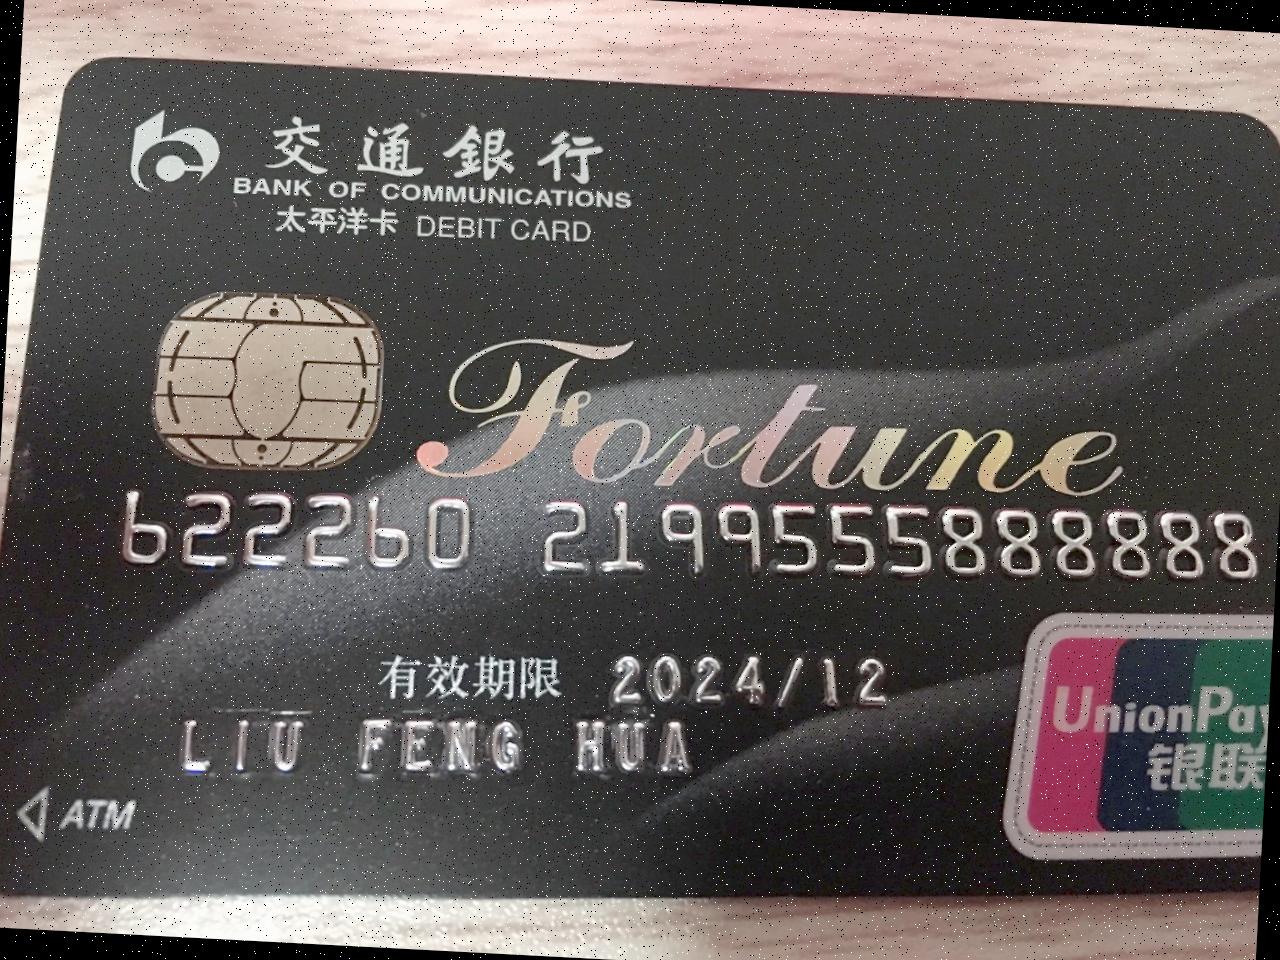 交通銀行
BANK OF COMMUNICATIONS
太平洋卡 DEBIT CARD
Fortune
622260 2199555888888
有效期限 2024/12
LIU FENG HUA
ATM
UnionPay
银联